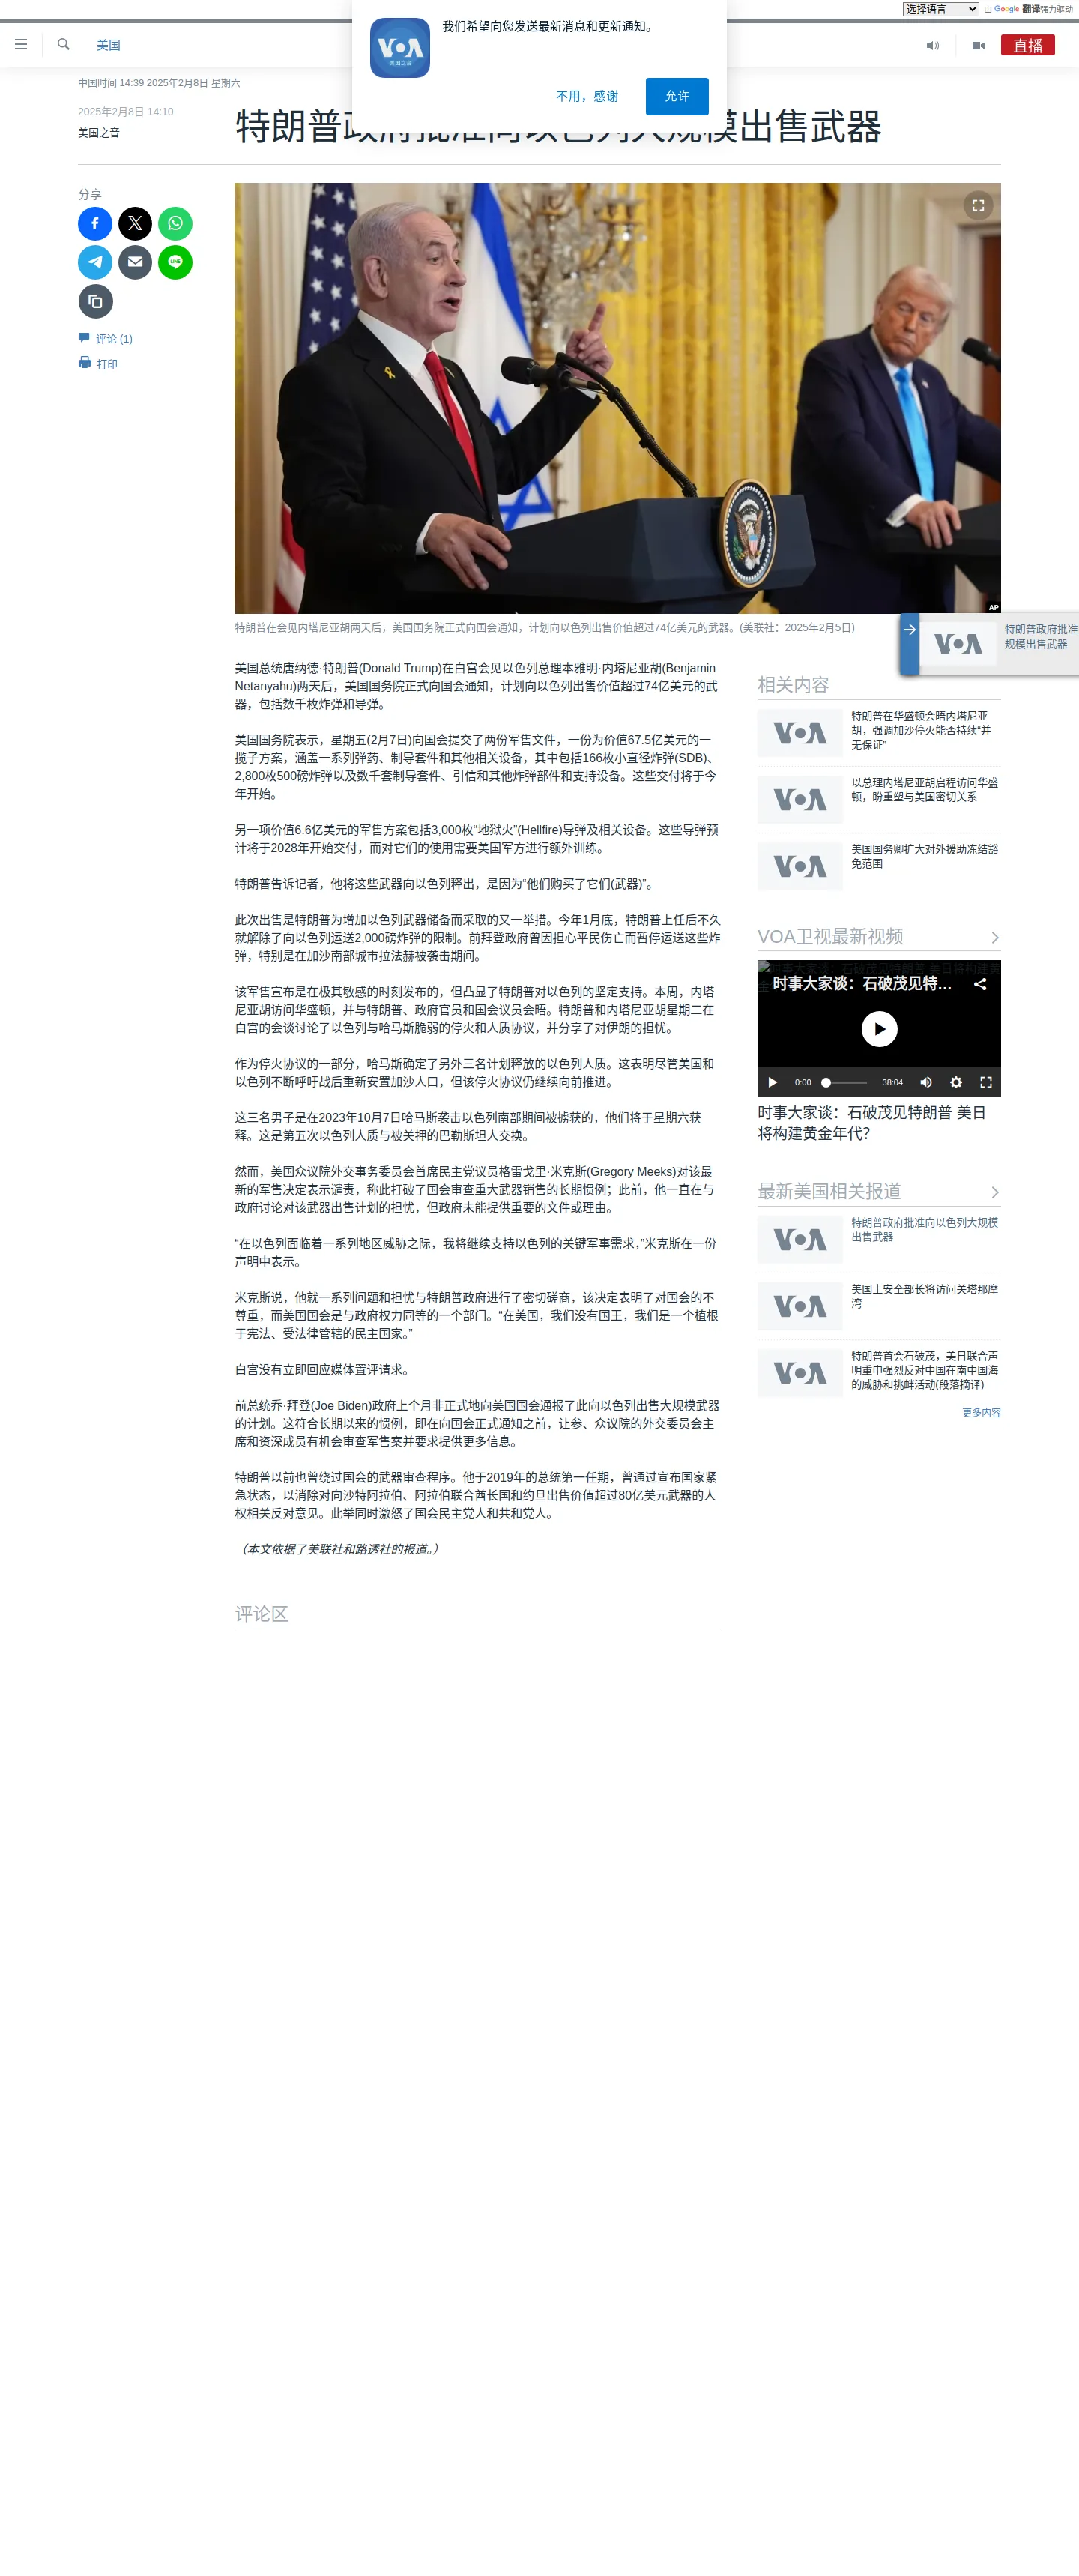 选择语言
由 Google 翻译强力驱动
我们希望向您发送最新消息和更新通知。
VOA
美国之音
不用，感谢
允许
美国
直播
中国时间 14:39 2025年2月8日 星期六
2025年2月8日 14:10
美国之音
特朗普政府批准向以色列大规模出售武器
分享
LINE
评论 (1)
打印
AP
特朗普在会见内塔尼亚胡两天后，美国国务院正式向国会通知，计划向以色列出售价值超过74亿美元的武器。(美联社：2025年2月5日)
VOA
特朗普政府批准
规模出售武器
美国总统唐纳德·特朗普(Donald Trump)在白宫会见以色列总理本雅明·内塔尼亚胡(Benjamin
Netanyahu)两天后，美国国务院正式向国会通知，计划向以色列出售价值超过74亿美元的武
器，包括数千枚炸弹和导弹。
美国国务院表示，星期五(2月7日)向国会提交了两份军售文件，一份为价值67.5亿美元的一
揽子方案，涵盖一系列弹药、制导套件和其他相关设备，其中包括166枚小直径炸弹(SDB)、
2,800枚500磅炸弹以及数千套制导套件、引信和其他炸弹部件和支持设备。这些交付将于今
年开始。
另一项价值6.6亿美元的军售方案包括3,000枚“地狱火”(Hellfire)导弹及相关设备。这些导弹预
计将于2028年开始交付，而对它们的使用需要美国军方进行额外训练。
特朗普告诉记者，他将这些武器向以色列释出，是因为“他们购买了它们(武器)”。
此次出售是特朗普为增加以色列武器储备而采取的又一举措。今年1月底，特朗普上任后不久
就解除了向以色列运送2,000磅炸弹的限制。前拜登政府曾因担心平民伤亡而暂停运送这些炸
弹，特别是在加沙南部城市拉法赫被袭击期间。
该军售宣布是在极其敏感的时刻发布的，但凸显了特朗普对以色列的坚定支持。本周，内塔
尼亚胡访问华盛顿，并与特朗普、政府官员和国会议员会晤。特朗普和内塔尼亚胡星期二在
白宫的会谈讨论了以色列与哈马斯脆弱的停火和人质协议，并分享了对伊朗的担忧。
作为停火协议的一部分，哈马斯确定了另外三名计划释放的以色列人质。这表明尽管美国和
以色列不断呼吁战后重新安置加沙人口，但该停火协议仍继续向前推进。
这三名男子是在2023年10月7日哈马斯袭击以色列南部期间被掳获的，他们将于星期六获
释。这是第五次以色列人质与被关押的巴勒斯坦人交换。
然而，美国众议院外交事务委员会首席民主党议员格雷戈里·米克斯(Gregory Meeks)对该最
新的军售决定表示谴责，称此打破了国会审查重大武器销售的长期惯例；此前，他一直在与
政府讨论对该武器出售计划的担忧，但政府未能提供重要的文件或理由。
“在以色列面临着一系列地区威胁之际，我将继续支持以色列的关键军事需求，”米克斯在一份
声明中表示。
米克斯说，他就一系列问题和担忧与特朗普政府进行了密切磋商，该决定表明了对国会的不
尊重，而美国国会是与政府权力同等的一个部门。“在美国，我们没有国王，我们是一个植根
于宪法、受法律管辖的民主国家。”
白宫没有立即回应媒体置评请求。
前总统乔·拜登(Joe Biden)政府上个月非正式地向美国国会通报了此向以色列出售大规模武器
的计划。这符合长期以来的惯例，即在向国会正式通知之前，让参、众议院的外交委员会主
席和资深成员有机会审查军售案并要求提供更多信息。
特朗普以前也曾绕过国会的武器审查程序。他于2019年的总统第一任期，曾通过宣布国家紧
急状态，以消除对向沙特阿拉伯、阿拉伯联合酋长国和约旦出售价值超过80亿美元武器的人
权相关反对意见。此举同时激怒了国会民主党人和共和党人。
（本文依据了美联社和路透社的报道。）
评论区
相关内容
VOA
特朗普在华盛顿会晤内塔尼亚
胡，强调加沙停火能否持续“并
无保证”
VOA
以总理内塔尼亚胡启程访问华盛
顿，盼重塑与美国密切关系
VOA
美国国务卿扩大对外援助冻结豁
免范围
VOA卫视最新视频
时事大家谈：石破茂见特朗普 美日将构建黄
时事大家谈：石破茂见特...
0:00
38:04
时事大家谈：石破茂见特朗普 美日
将构建黄金年代？
最新美国相关报道
VOA
特朗普政府批准向以色列大规模
出售武器
VOA
美国土安全部长将访问关塔那摩
湾
VOA
特朗普首会石破茂，美日联合声
明重申强烈反对中国在南中国海
的威胁和挑衅活动(段落摘译)
更多内容